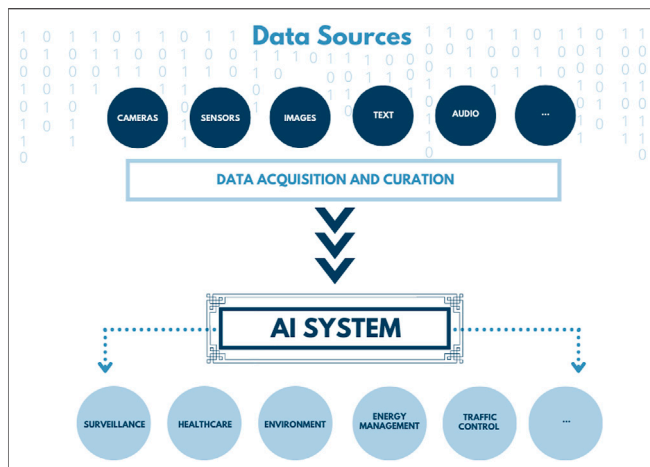 Data Sources
CAMERAS
SENSORS
IMAGES
TEXT
AUDIO
...
DATA ACQUISITION AND CURATION
AI SYSTEM
SURVEILLANCE
HEALTHCARE
ENVIRONMENT
ENERGY
MANAGEMENT
TRAFFIC
CONTROL
...